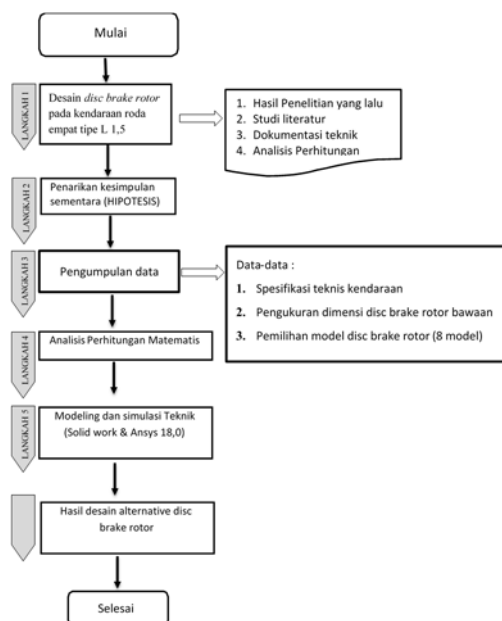 Mulai
LANGKAH 1
Desain disc brake rotor
pada kendaraan roda
empat tipe L 1,5
1. Hasil Penelitian yang lalu
2. Studi literatur
3. Dokumentasi teknik
4. Analisis Perhitungan
LANGKAH 2
Penarikan kesimpulan
sementara (HIPOTESIS)
LANGKAH 3
Pengumpulan data
Data-data :
1. Spesifikasi teknis kendaraan
2. Pengukuran dimensi disc brake rotor bawaan
3. Pemilihan model disc brake rotor (8 model)
LANGKAH 4
Analisis Perhitungan Matematis
LANGKAH 5
Modeling dan simulasi Teknik
(Solid work & Ansys 18,0)
Hasil desain alternative disc
brake rotor
Selesai